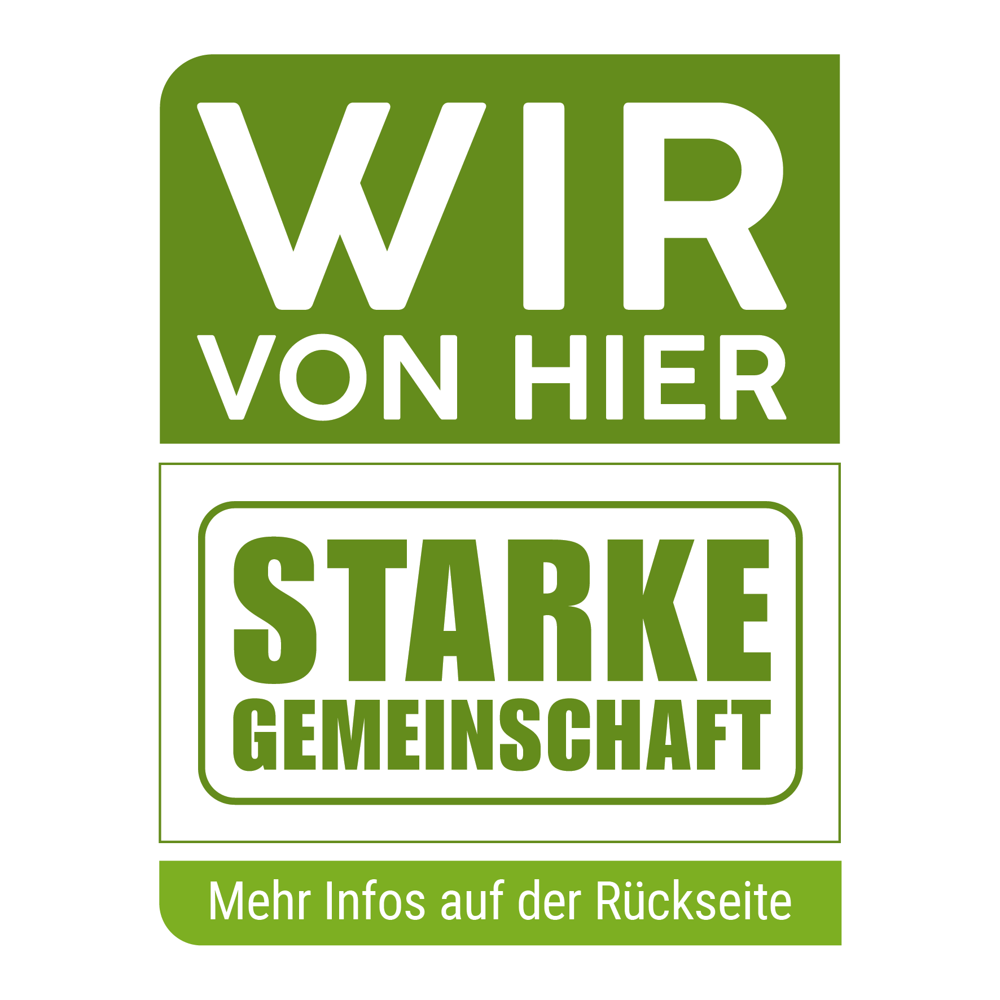 WIR
VON HIER
STARKE
GEMEINSCHAFT
Mehr Infos auf der Rückseite